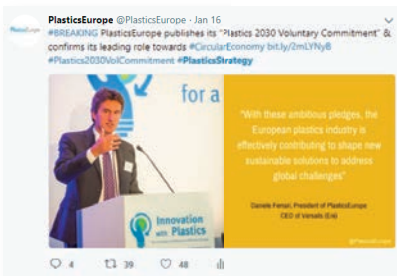 PlasticsEurope @PlasticsEurope · Jan 16
#BREAKING PlasticsEurope publishes its "Plastics 2030 Voluntary Commitment" &
confirms its leading role towards #CircularEconomy bit.ly/2mLYNyB
#Plastics2030VolCommitment #PlasticsStrategy
for a
"With these ambitious pledges, the
European plastics industry is
effectively contributing to shape new
sustainable solutions to address
global challenges"
Daniele Ferrari, President of PlasticsEurope
CEO of Versalis (Eni)
Innovation
with Plastics
@PlasticsEurope
4 39 48